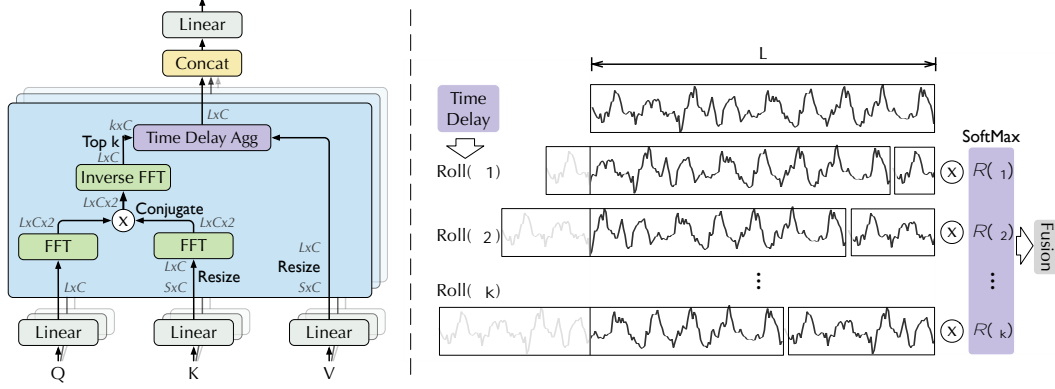 Linear
Concat
LxC
kxC
Time Delay Agg
Top k
LxC
Inverse FFT
LxCx2
Conjugate
x
LxCx2
LxCx2
FFT
FFT
LxC
Resize
SxC
LxC
LxC
Resize
SxC
Linear
Linear
Linear
Q
K
V
L
Time
Delay
SoftMax
Roll( 1)
x
R( 1)
Roll( 2)
x
R( 2)
Fusion
⋮
⋮
Roll( k)
x
R( k)